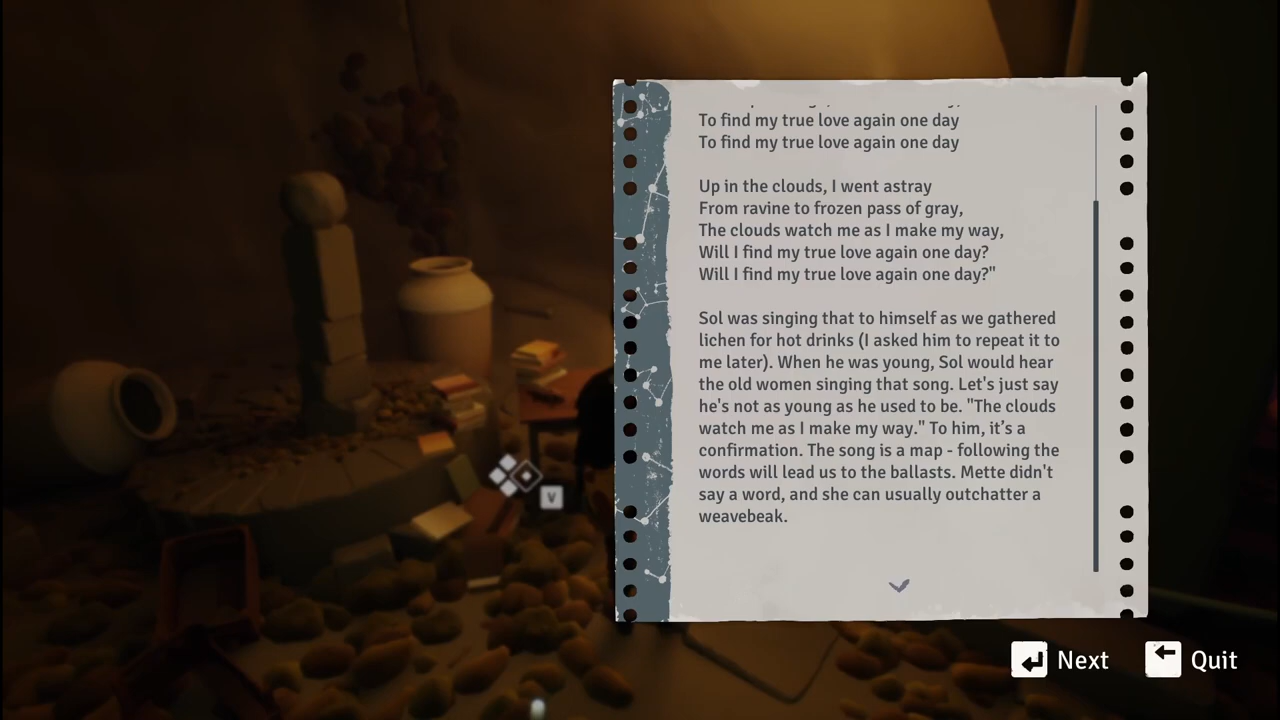 To find my true love again one day
To find my true love again one day
Up in the clouds, I went astray
From ravine to frozen pass of gray,
The clouds watch me as I make my way,
Will I find my true love again one day?
Will I find my true love again one day?"
Sol was singing that to himself as we gathered
lichen for hot drinks (I asked him to repeat it to
me later). When he was young, Sol would hear
the old women singing that song. Let's just say
he's not as young as he used to be. "The clouds
watch me as I make my way." To him, it’s a
confirmation. The song is a map - following the
words will lead us to the ballasts. Mette didn't
say a word, and she can usually outchatter a
weavebeak.
V
Next
Quit